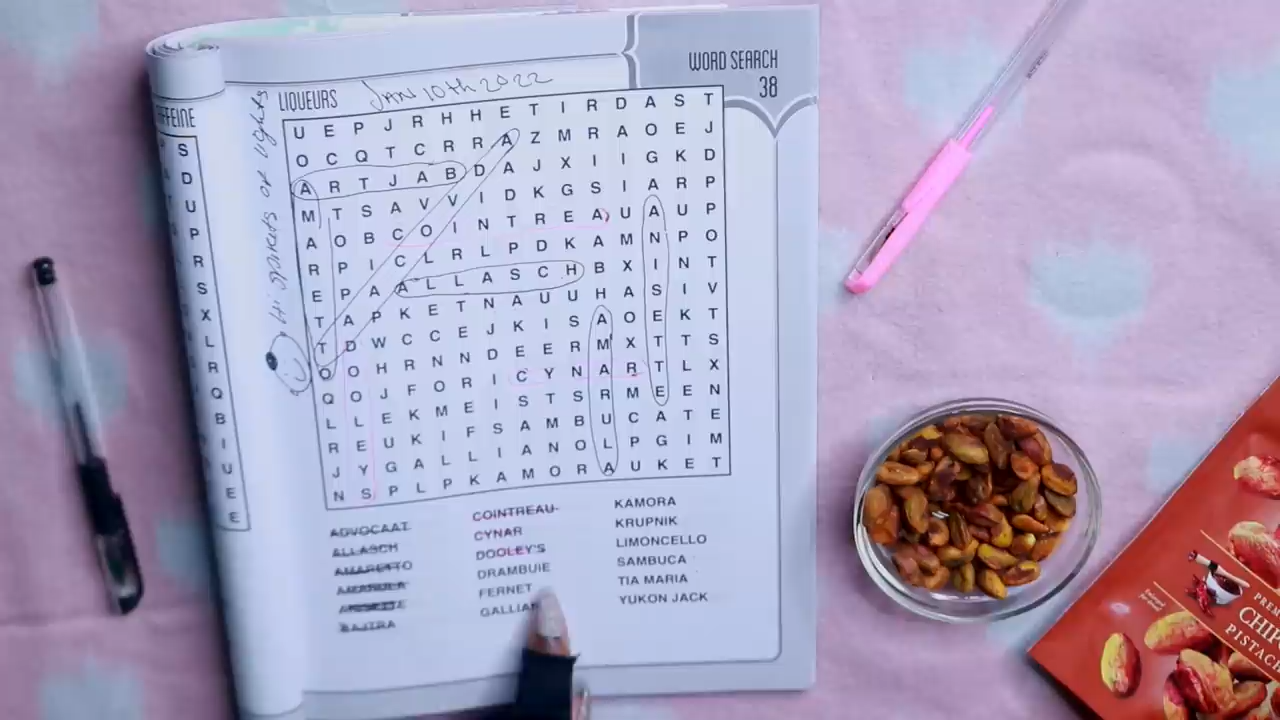 WORD SEARCH
38
LIQUEURS
JAN 10th 2022
AFFEINE
U E P J R H H E T I R D A S T
O C Q T C R R A Z M R A O E J
A R T J A B D A J X I I G K D
M T S A V V I D K G S I A R P
A O B C O I N T R E A U A U P
R P I C L R L P D K A M N P O
E P A A L L A S C H B X I N T
T A P K E T N A U U H A S I V
T D W C C E J K I S A O E K T
O O H R N N D E E R M X T T S
Q O J F O R I C Y N A R T L X
L L E K M E I S T S R M E E N
R E U K I F S A M B U C A T E
J Y G A L L I A N O L P G I M
N S P L P K A M O R A U K E T
S
D
U
P
R
S
X
L
R
Q
B
I
U
E
E
ADVOCAAT
ALLASCH
AMARETTO
AMARULA
ANISETTE
BAJTRA
COINTREAU
CYNAR
DOOLEY'S
DRAMBUIE
FERNET
KAMORA
KRUPNIK
LIMONCELLO
SAMBUCA
TIA MARIA
YUKON JACK